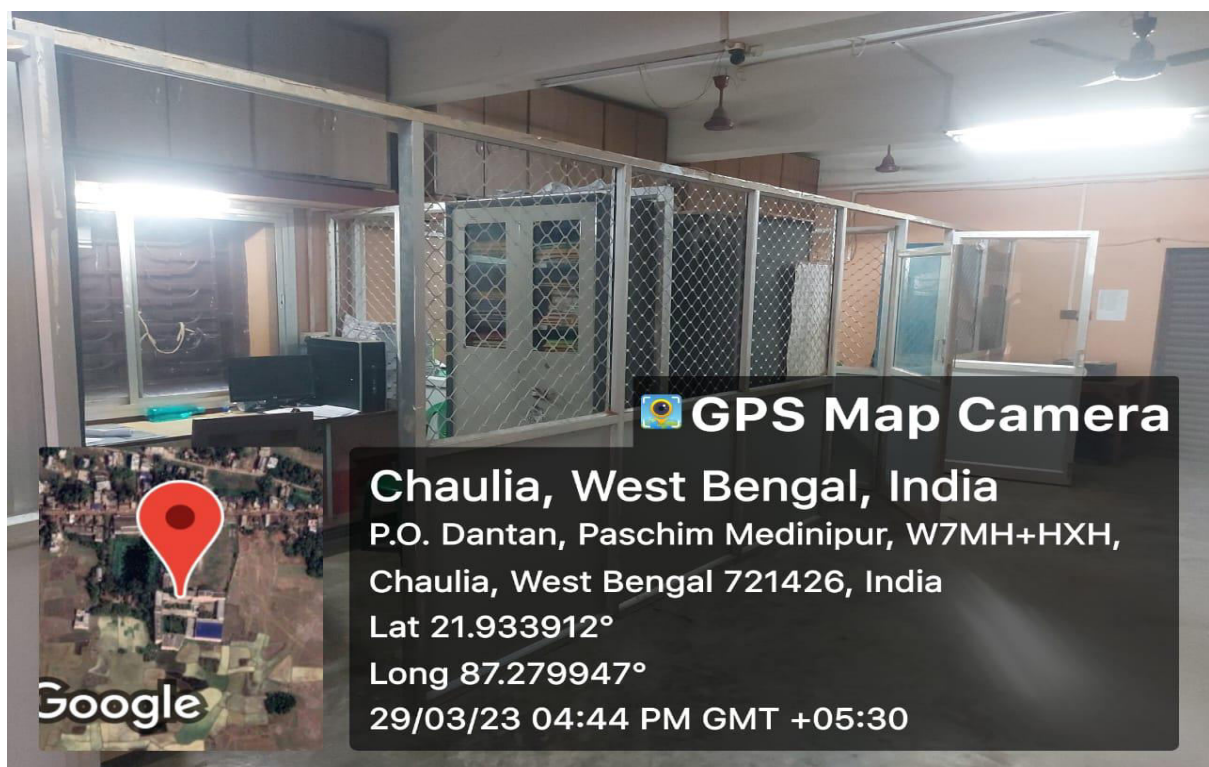 GPS Map Camera
Chaulia, West Bengal, India
P.O. Dantan, Paschim Medinipur, W7MH+HXH,
Chaulia, West Bengal 721426, India
Lat 21.933912°
Long 87.279947°
29/03/23 04:44 PM GMT +05:30
Google